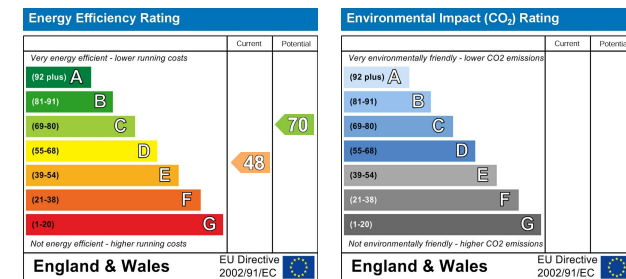 Energy Efficiency Rating
Current Potential
Very energy efficient - lower running costs
(92 plus) A
(81-91) B
(69-80) C
70
(55-68) D
48
(39-54) E
(21-38) F
(1-20) G
Not energy efficient - higher running costs
England & Wales
EU Directive
2002/91/EC
Environmental Impact (CO2) Rating
Current Potential
Very environmentally friendly - lower CO2 emissions
(92 plus) A
(81-91) B
(69-80) C
(55-68) D
(39-54) E
(21-38) F
(1-20) G
Not environmentally friendly - higher CO2 emissions
England & Wales
EU Directive
2002/91/EC